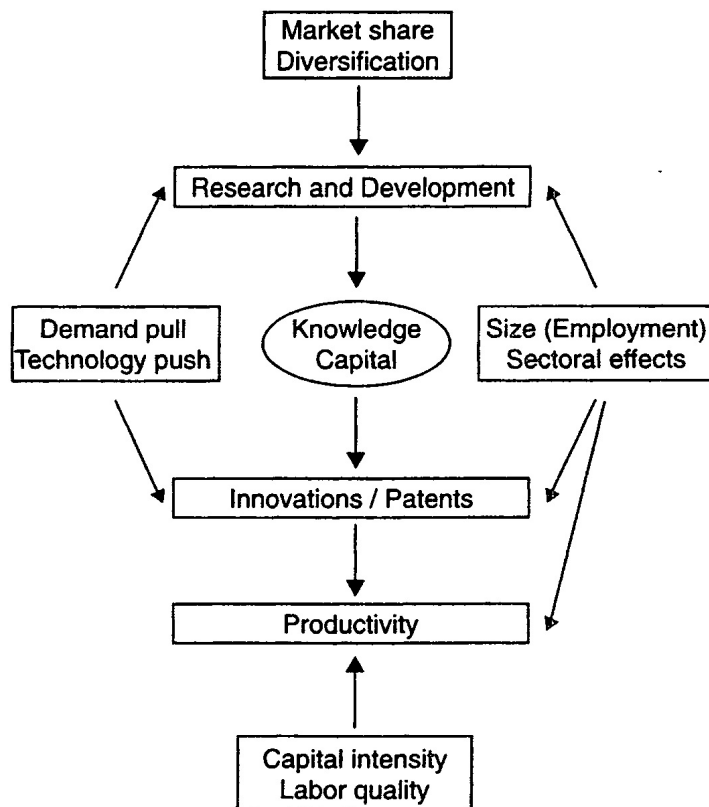 Market share
Diversification
Research and Development
Demand pull
Technology push
Knowledge
Capital
Size (Employment)
Sectoral effects
Innovations / Patents
Productivity
Capital intensity
Labor quality